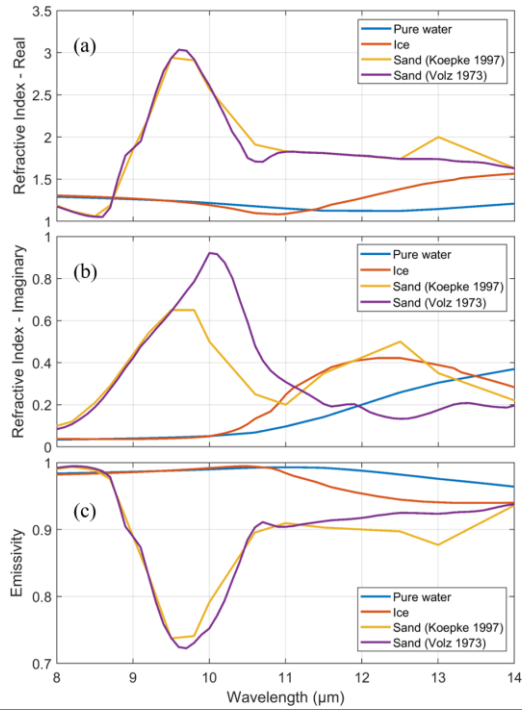 (a)
Pure water
Ice
Sand (Koepke 1997)
Sand (Volz 1973)
Refractive Index - Real
3.5
3
2.5
2
1.5
1
(b)
Pure water
Ice
Sand (Koepke 1997)
Sand (Volz 1973)
Refractive Index - Imaginary
1
0.8
0.6
0.4
0.2
0
(c)
Pure water
Ice
Sand (Koepke 1997)
Sand (Volz 1973)
Emissivity
1
0.9
0.8
0.7
8 9 10 11 12 13 14
Wavelength (μm)